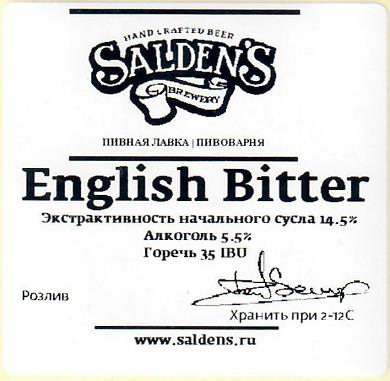 HAND CRAFTED BEER
SALDEN'S
BREWERY
ПИВНАЯ ЛАВКА | ПИВОВАРНЯ
English Bitter
Экстрактивность начального сусла 14.5%
Алкоголь 5.5%
Горечь 35 IBU
Розлив
Хранить при 2-12С
www.saldens.ru